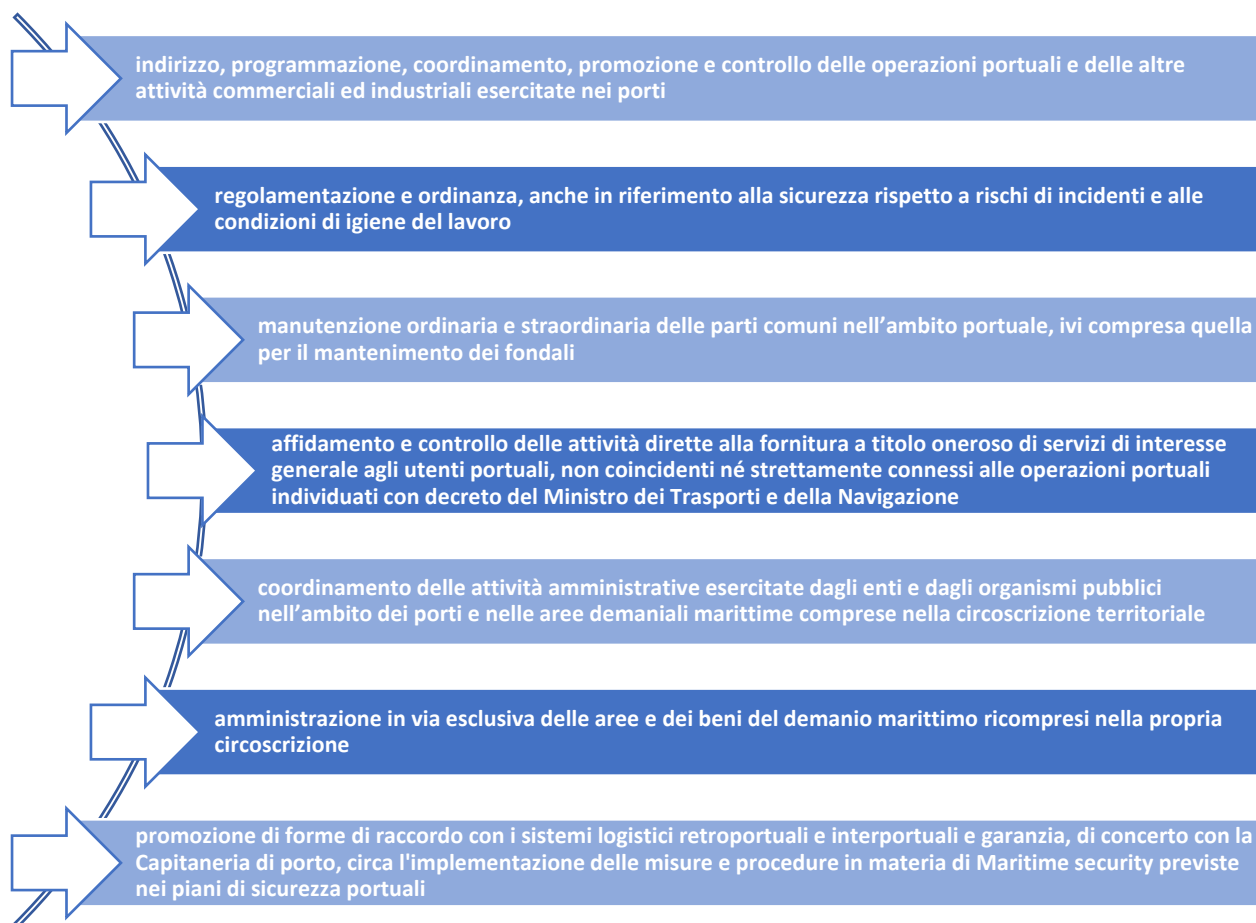 indirizzo, programmazione, coordinamento, promozione e controllo delle operazioni portuali e delle altre
attività commerciali ed industriali esercitate nei porti
regolamentazione e ordinanza, anche in riferimento alla sicurezza rispetto a rischi di incidenti e alle
condizioni di igiene del lavoro
manutenzione ordinaria e straordinaria delle parti comuni nell’ambito portuale, ivi compresa quella
per il mantenimento dei fondali
affidamento e controllo delle attività dirette alla fornitura a titolo oneroso di servizi di interesse
generale agli utenti portuali, non coincidenti né strettamente connessi alle operazioni portuali
individuati con decreto del Ministro dei Trasporti e della Navigazione
coordinamento delle attività amministrative esercitate dagli enti e dagli organismi pubblici
nell’ambito dei porti e nelle aree demaniali marittime comprese nella circoscrizione territoriale
amministrazione in via esclusiva delle aree e dei beni del demanio marittimo ricompresi nella propria
circoscrizione
promozione di forme di raccordo con i sistemi logistici retroportuali e interportuali e garanzia, di concerto con la
Capitaneria di porto, circa l'implementazione delle misure e procedure in materia di Maritime security previste
nei piani di sicurezza portuali